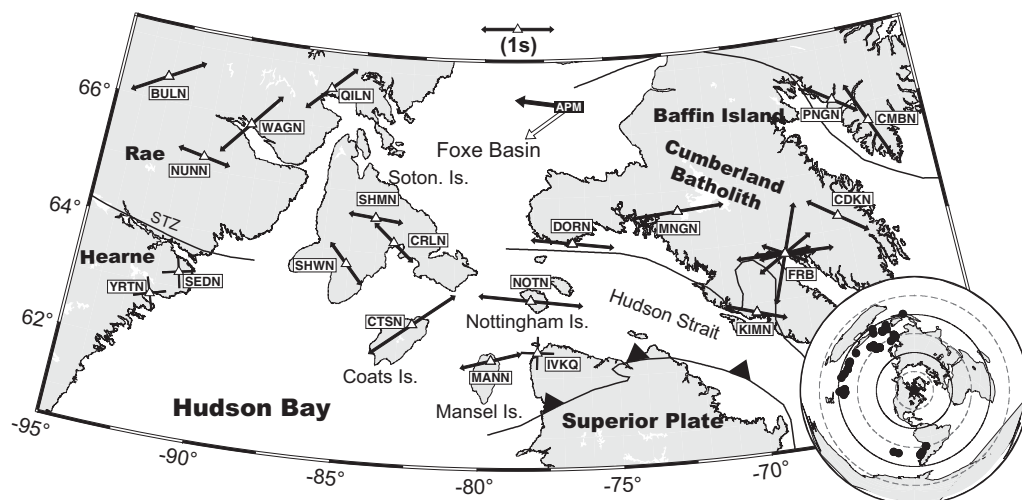 (1s)
66°
BULN
QILN
APM
PNGN
Baffin Island
CMBN
WAGN
Rae
Foxe Basin
NUNN
Cumberland
Batholith
Soton. Is.
64°
SHMN
CDKN
STZ
DORN
MNGN
CRLN
Hearne
SHWN
FRB
YRTN
SEDN
NOTN
Hudson Strait
62°
CTSN
Nottingham Is.
KIMN
IVKQ
Coats Is.
MANN
Hudson Bay
Mansel Is.
Superior Plate
-95°
-90°
-85°
-80°
-75°
-70°